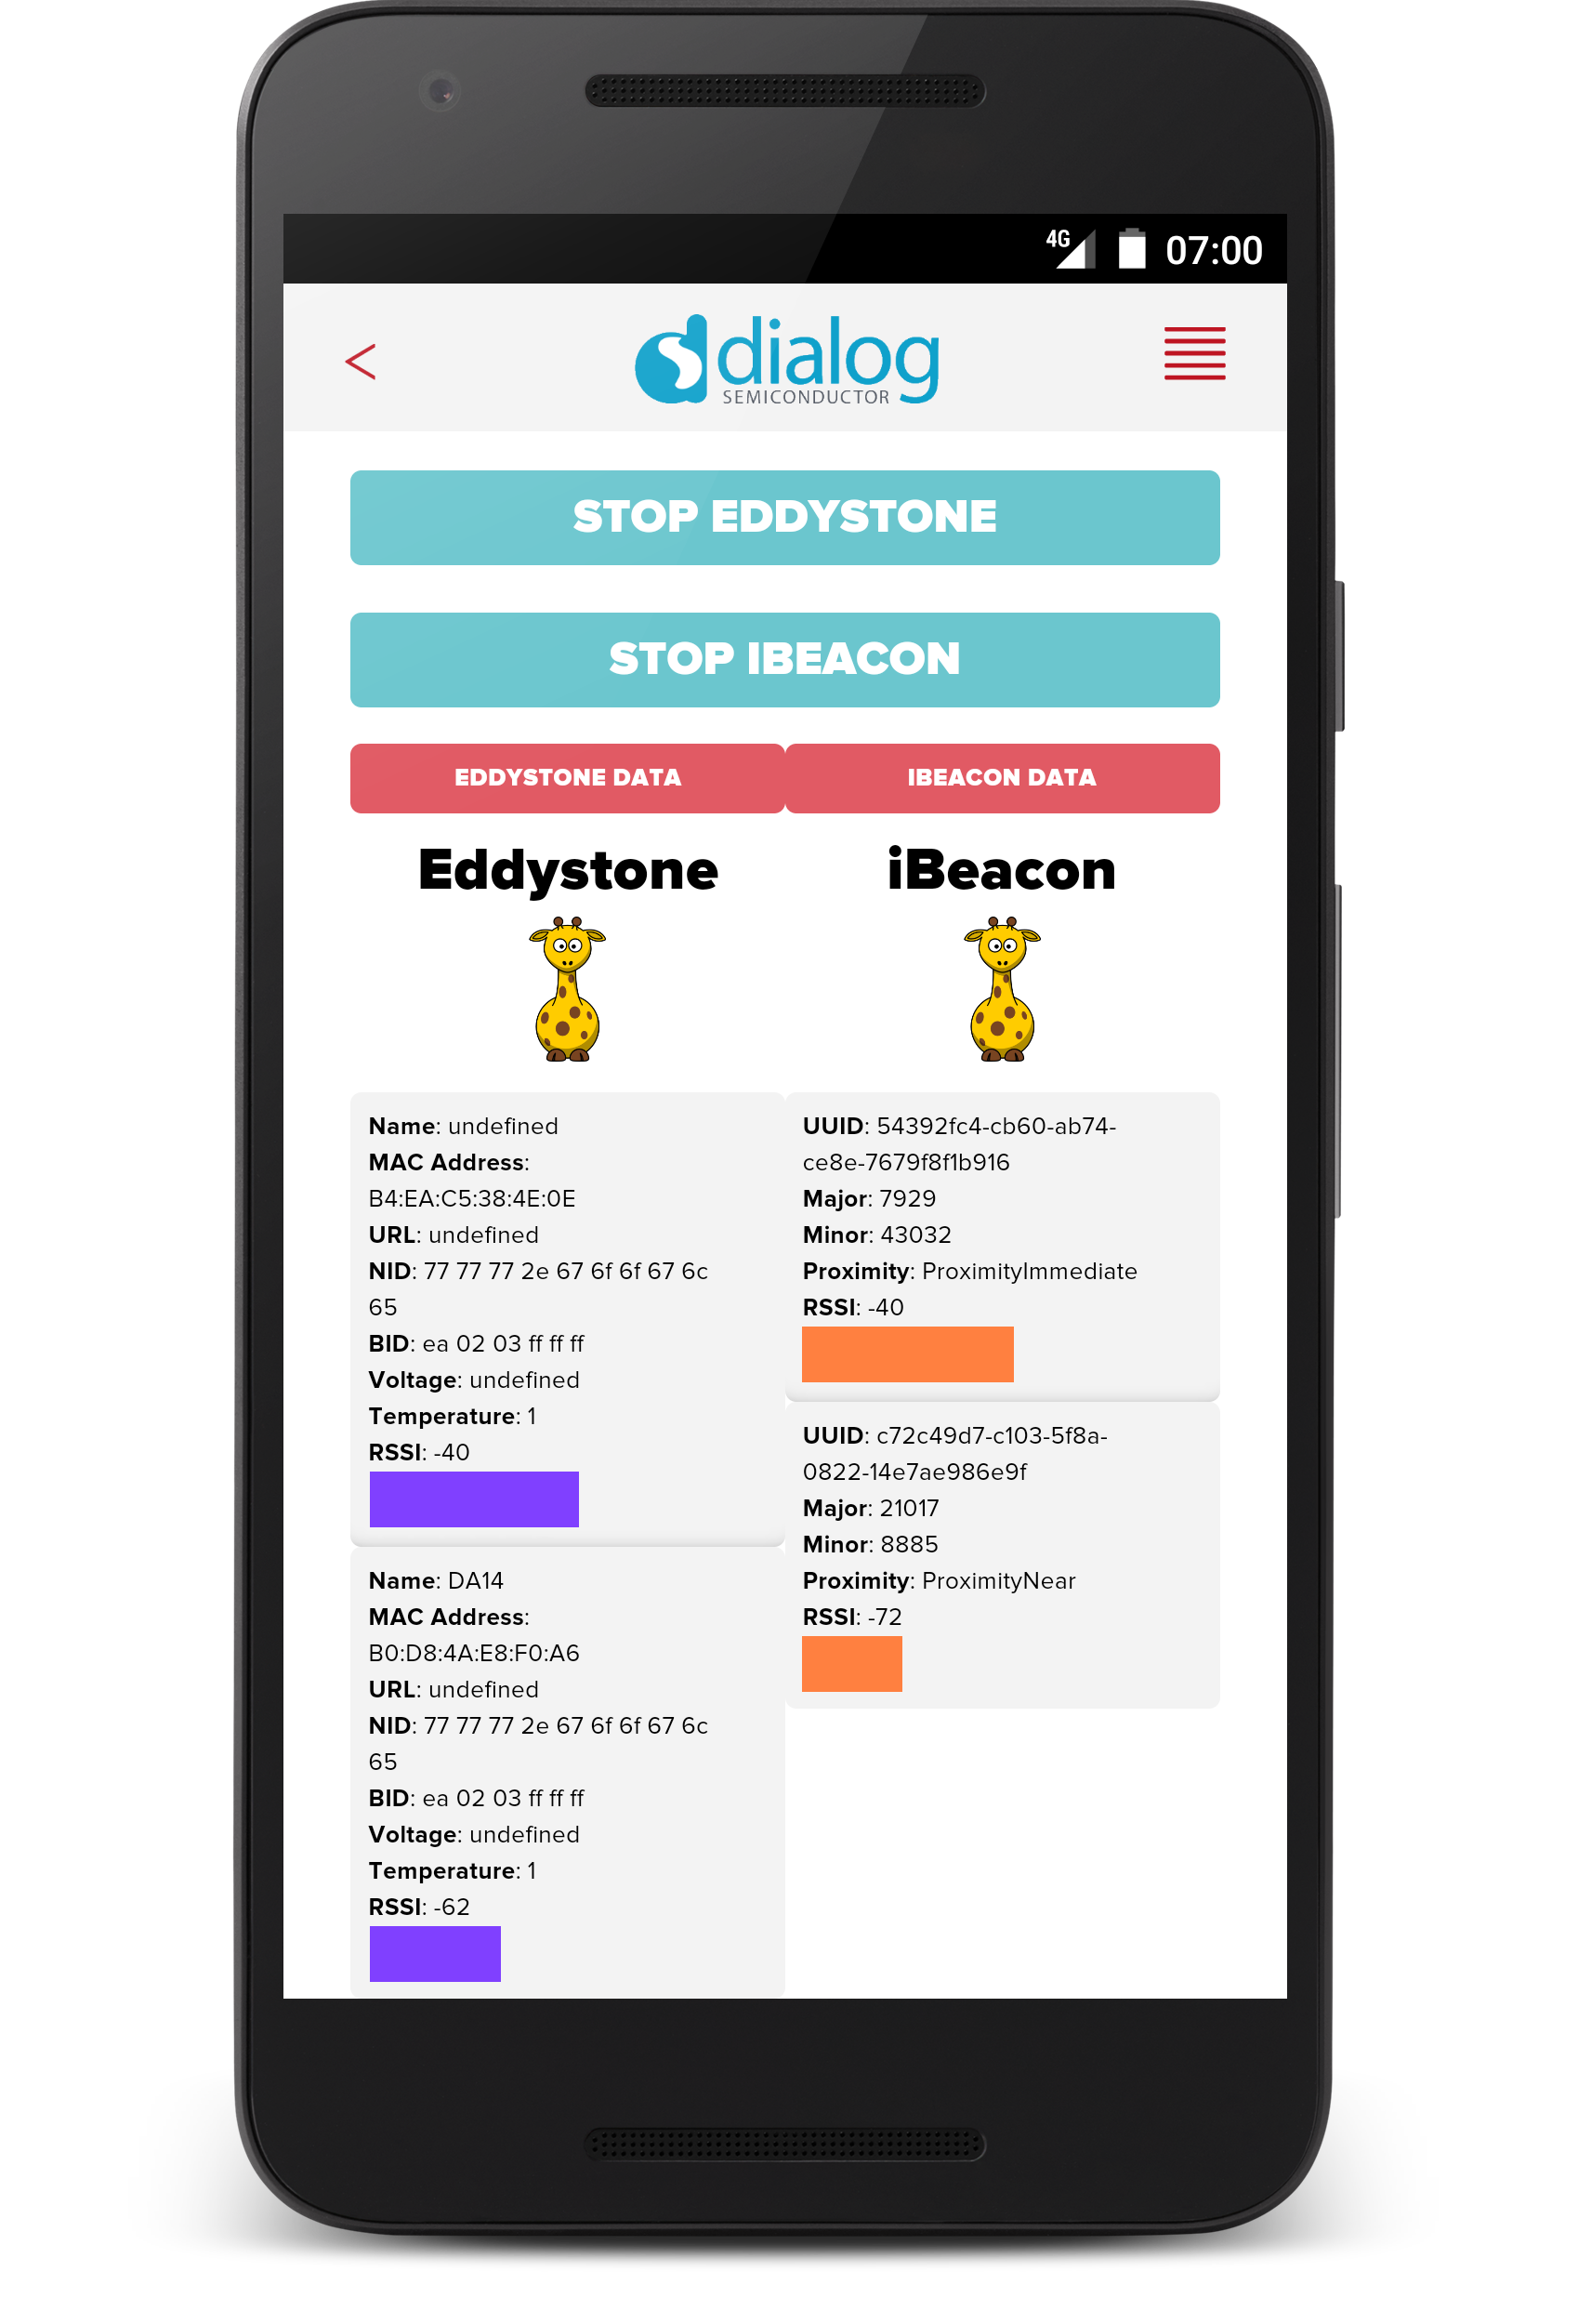 4G 07:00
<
dialog
SEMICONDUCTOR
STOP EDDYSTONE
STOP IBEACON
EDDYSTONE DATA
IBEACON DATA
Eddystone
Name: undefined
MAC Address:
B4:EA:C5:38:4E:0E
URL: undefined
NID: 77 77 77 2e 67 6f 6f 67 6c
65
BID: ea 02 03 ff ff ff
Voltage: undefined
Temperature: 1
RSSI: -40
Name: DA14
MAC Address:
B0:D8:4A:E8:F0:A6
URL: undefined
NID: 77 77 77 2e 67 6f 6f 67 6c
65
BID: ea 02 03 ff ff ff
Voltage: undefined
Temperature: 1
RSSI: -62
iBeacon
UUID: 54392fc4-cb60-ab74-
ce8e-7679f8f1b916
Major: 7929
Minor: 43032
Proximity: ProximityImmediate
RSSI: -40
UUID: c72c49d7-c103-5f8a-
0822-14e7ae986e9f
Major: 21017
Minor: 8885
Proximity: ProximityNear
RSSI: -72